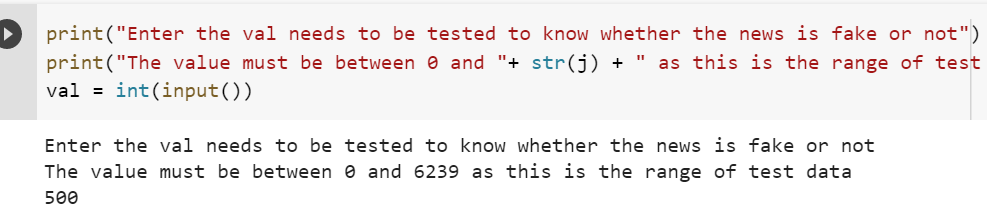 print("Enter the val needs to be tested to know whether the news is fake or not")
print("The value must be between 0 and "+ str(j) + " as this is the range of test
val = int(input())
Enter the val needs to be tested to know whether the news is fake or not
The value must be between 0 and 6239 as this is the range of test data
500